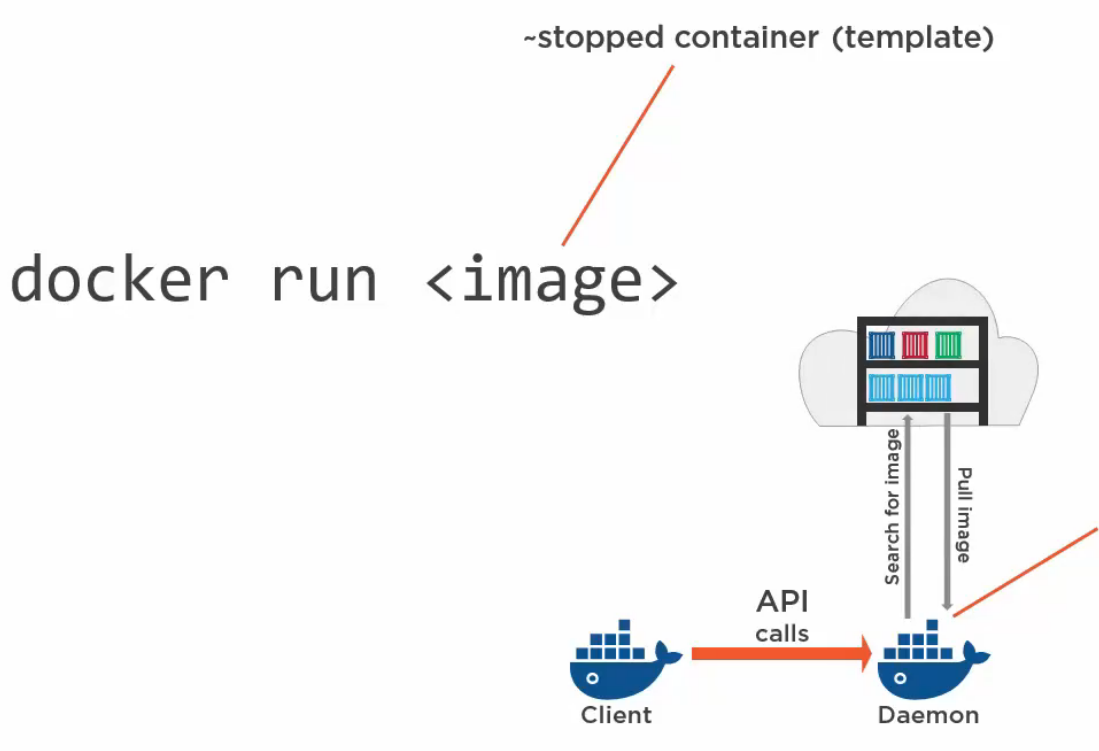 ~stopped container (template)
docker run <image>
Search for image
Pull image
API
calls
Client
Daemon